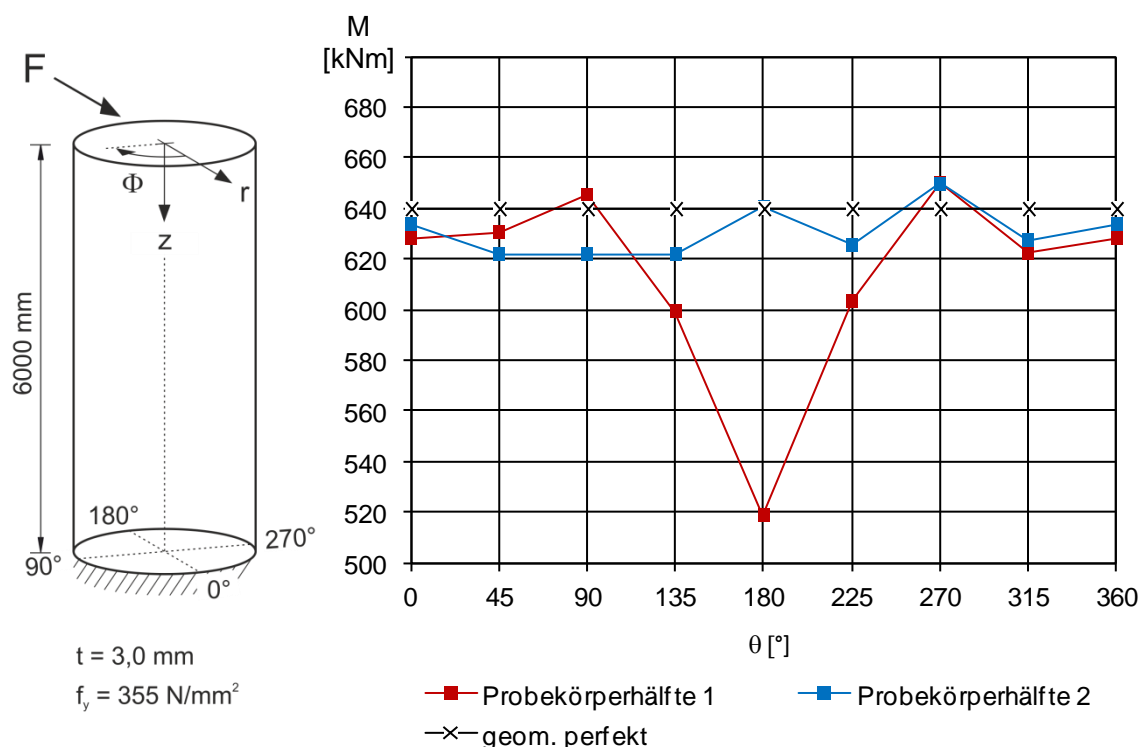 F
Φ
r
z
6000 mm
180°
270°
90°
0°
t = 3,0 mm
f_y = 355 N/mm²
M
[kNm]
680
660
640
620
600
580
560
540
520
500
0 45 90 135 180 225 270 315 360
θ [°]
Probekörperhälfte 1
Probekörperhälfte 2
geom. perfekt